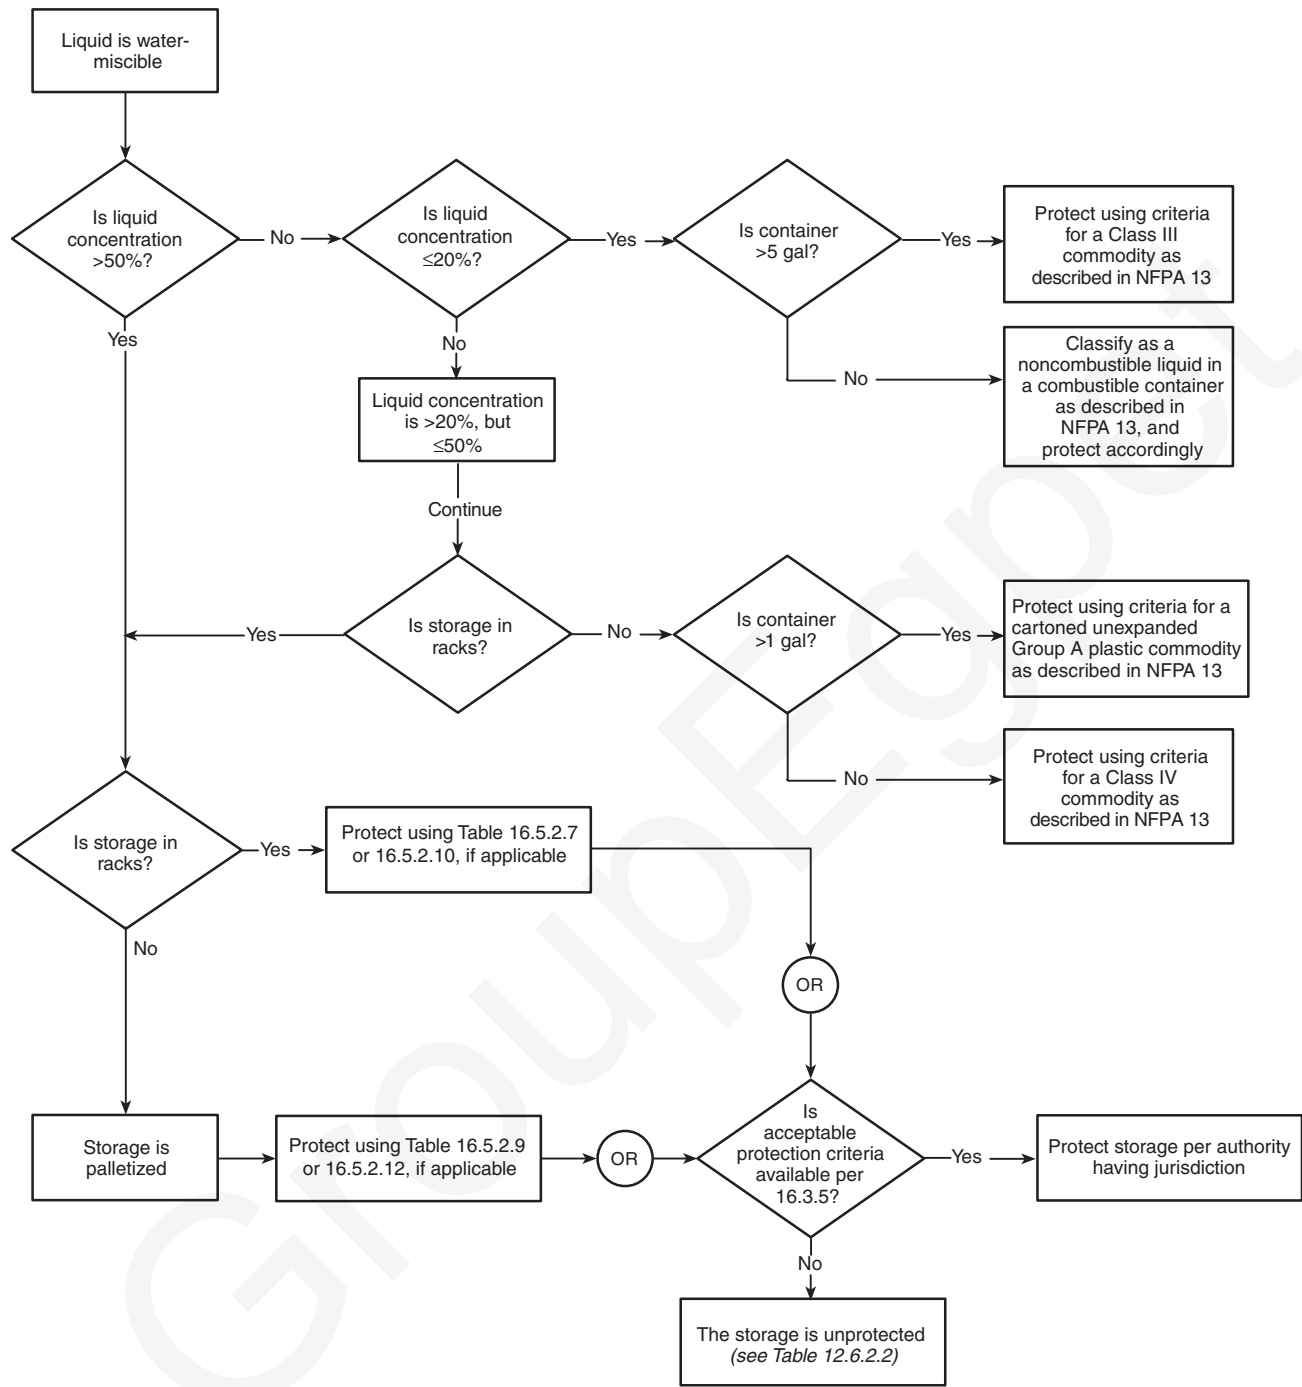 Liquid is water-
miscible
Is liquid
concentration
>50%?
No
Is liquid
concentration
≤20%?
Yes
Is container
>5 gal?
Yes
Protect using criteria
for a Class III
commodity as
described in NFPA 13
Yes
No
No
Classify as a
noncombustible liquid in
a combustible container
as described in
NFPA 13, and
protect accordingly
Liquid concentration
is >20%, but
≤50%
Continue
Is storage in
racks?
Yes
No
Is container
>1 gal?
Yes
Protect using criteria for a
cartoned unexpanded
Group A plastic commodity
as described in NFPA 13
No
Protect using criteria
for a Class IV
commodity as
described in NFPA 13
Is storage in
racks?
Yes
Protect using Table 16.5.2.7
or 16.5.2.10, if applicable
No
OR
Storage is
palletized
Protect using Table 16.5.2.9
or 16.5.2.12, if applicable
OR
Is
acceptable
protection criteria
available per
16.3.5?
Yes
Protect storage per authority
having jurisdiction
No
The storage is unprotected
(see Table 12.6.2.2)
GroupEgpet